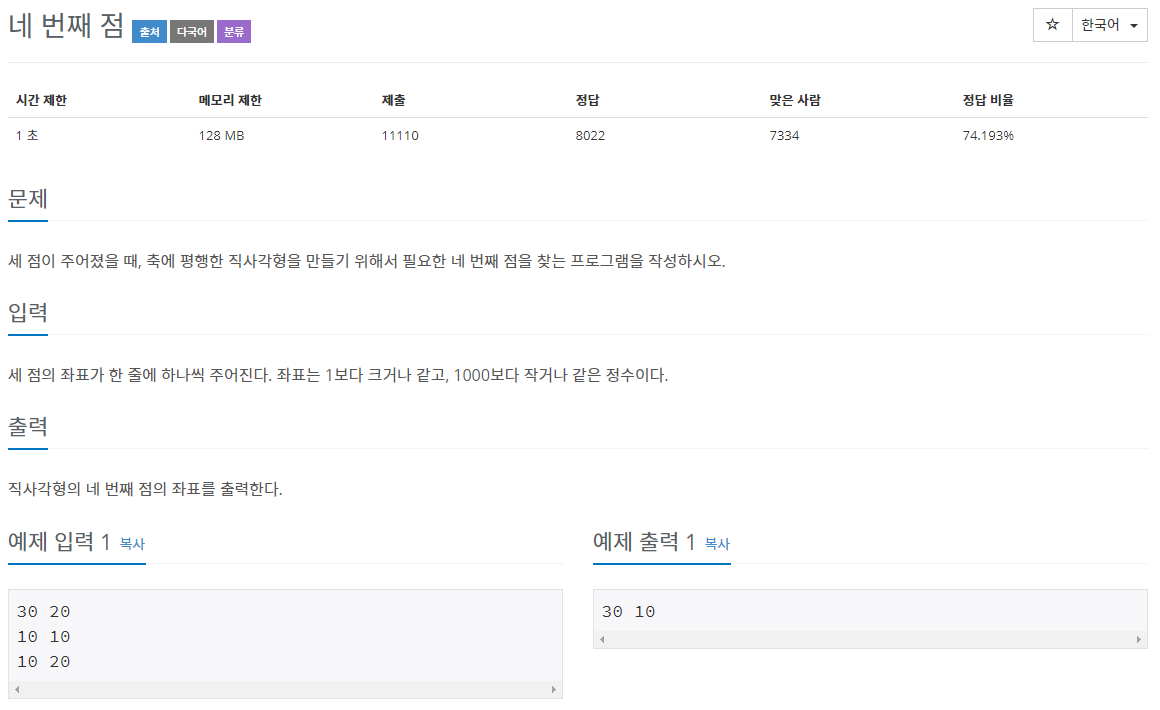 네 번째 점 출처 다국어 분류
☆ 한국어
시간 제한 메모리 제한 제출 정답 맞은 사람 정답 비율
1 초 128 MB 11110 8022 7334 74.193%
문제
세 점이 주어졌을 때, 축에 평행한 직사각형을 만들기 위해서 필요한 네 번째 점을 찾는 프로그램을 작성하시오.
입력
세 점의 좌표가 한 줄에 하나씩 주어진다. 좌표는 1보다 크거나 같고, 1000보다 작거나 같은 정수이다.
출력
직사각형의 네 번째 점의 좌표를 출력한다.
예제 입력 1 복사
30 20
10 10
10 20
예제 출력 1 복사
30 10